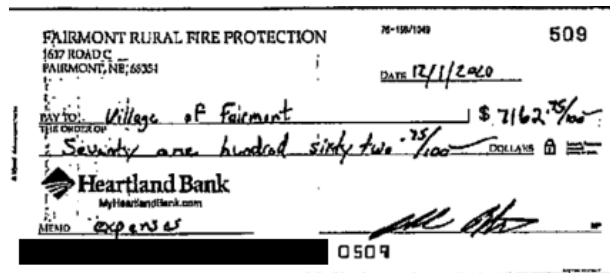 FAIRMONT RURAL FIRE PROTECTION 509
1617 ROAD C
FAIRMONT, NE 68354
DATE 12/1/2020
PAY TO THE ORDER OF Village of Fairmont $ 7162.75/100
Seventy one hundred sixty two .75/100 DOLLARS
Heartland Bank
MyHeartlandBank.com
MEMO expenses
0509